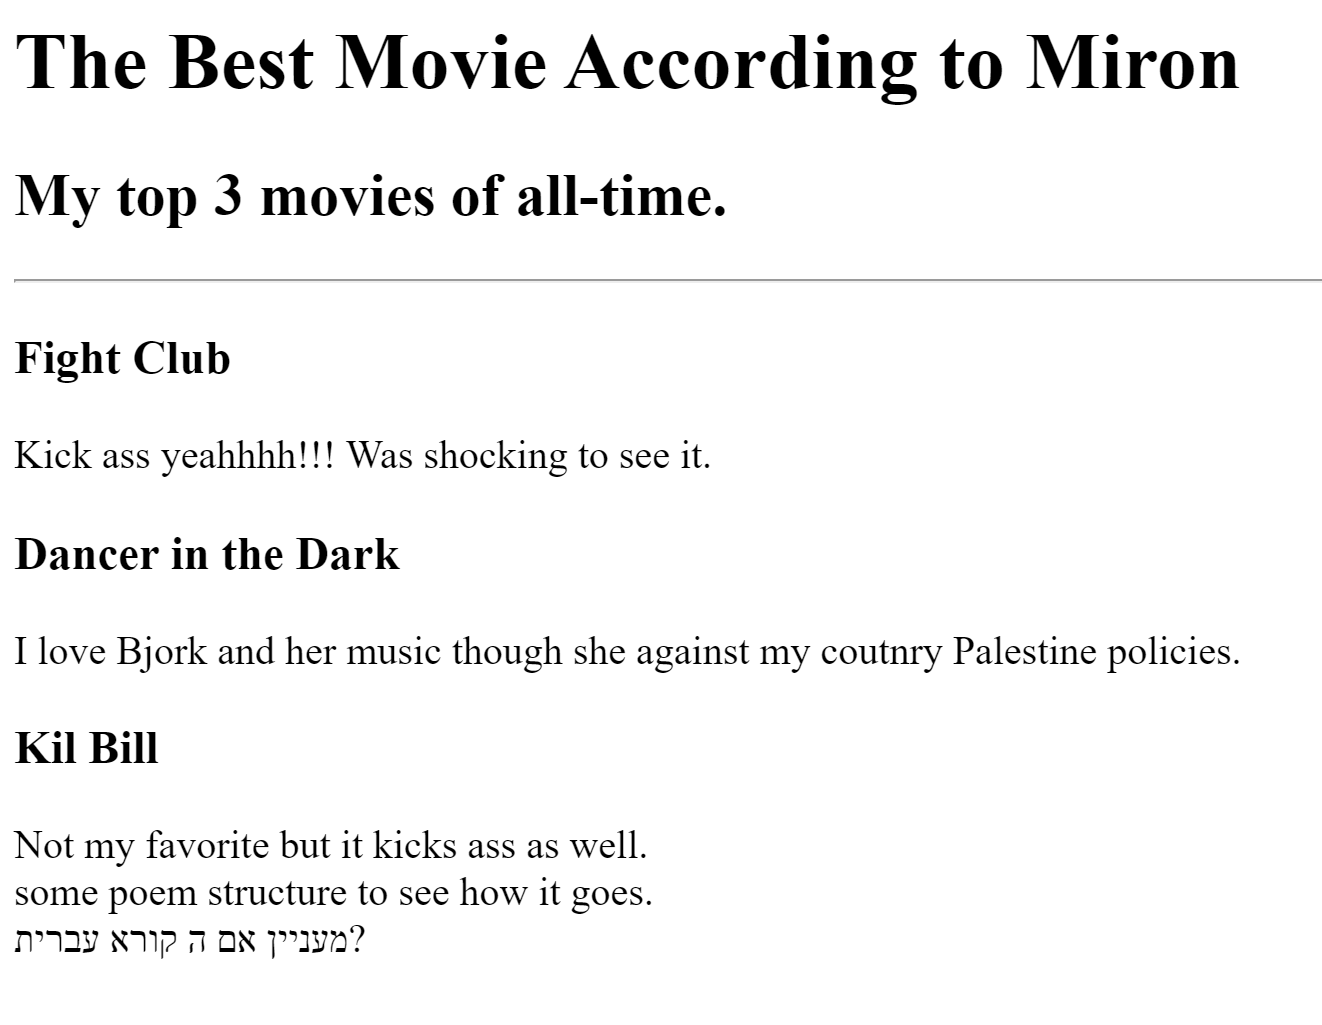 The Best Movie According to Miron
My top 3 movies of all-time.
Fight Club
Kick ass yeahhhh!!! Was shocking to see it.
Dancer in the Dark
I love Bjork and her music though she against my coutnry Palestine policies.
Kil Bill
Not my favorite but it kicks ass as well.
some poem structure to see how it goes.
מעניין אם ה קורא עברית?